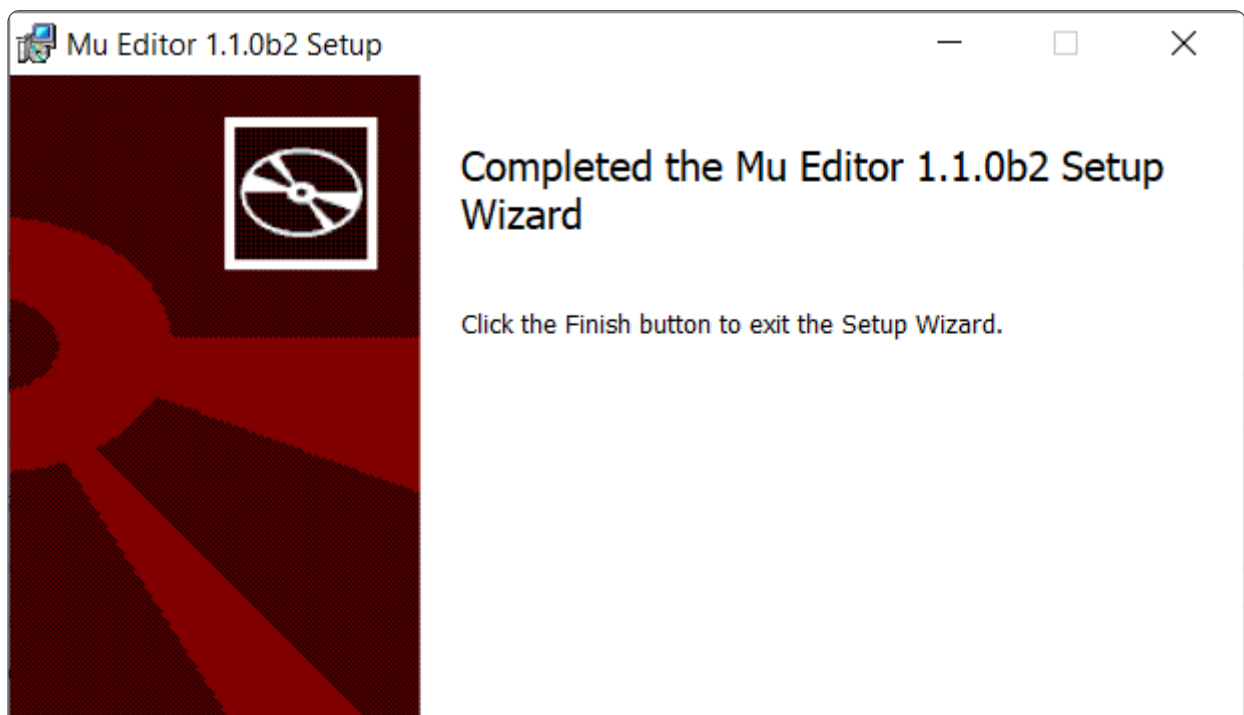 Mu Editor 1.1.0b2 Setup
Completed the Mu Editor 1.1.0b2 Setup
Wizard
Click the Finish button to exit the Setup Wizard.